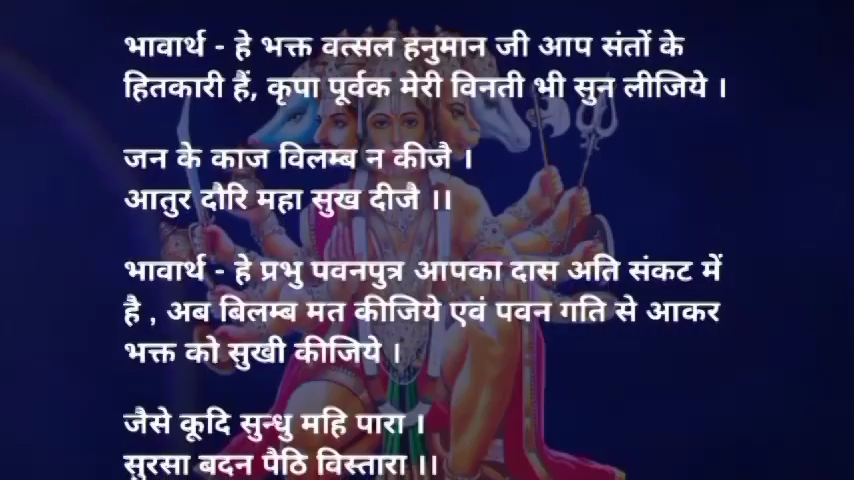 भावार्थ - हे भक्त वत्सल हनुमान जी आप संतों के
हितकारी हैं, कृपा पूर्वक मेरी विनती भी सुन लीजिये ।
जन के काज विलम्ब न कीजै ।
आतुर दौरि महा सुख दीजै ।।
भावार्थ - हे प्रभु पवनपुत्र आपका दास अति संकट में
है , अब बिलम्ब मत कीजिये एवं पवन गति से आकर
भक्त को सुखी कीजिये ।
जैसे कूदि सुन्धु महि पारा ।
सुरसा बदन पैठि विस्तारा ।।